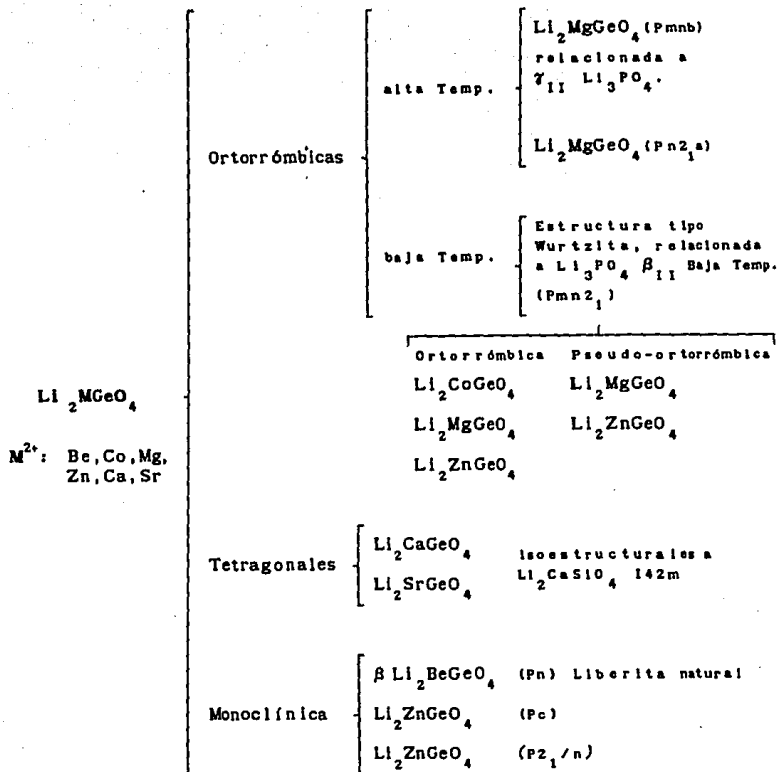 Li₂MGeO₄
M²⁺: Be,Co,Mg,
Zn,Ca,Sr
Ortorrómbicas
alta Temp.
Li₂MgGeO₄(Pmnb)
relacionada a
γ_II Li₃PO₄.
Li₂MgGeO₄(Pn2₁a)
baja Temp.
Estructura tipo
Wurtzita, relacionada
a Li₃PO₄ β_II Baja Temp.
(Pmn2₁)
Ortorrómbica Pseudo-ortorrómbica
Li₂CoGeO₄ Li₂MgGeO₄
Li₂MgGeO₄ Li₂ZnGeO₄
Li₂ZnGeO₄
Tetragonales
Li₂CaGeO₄
Li₂SrGeO₄
Isoestructurales a
Li₂CaSiO₄ I42m
Monoclínica
β Li₂BeGeO₄ (Pn) Liberita natural
Li₂ZnGeO₄ (Pc)
Li₂ZnGeO₄ (P2₁/n)